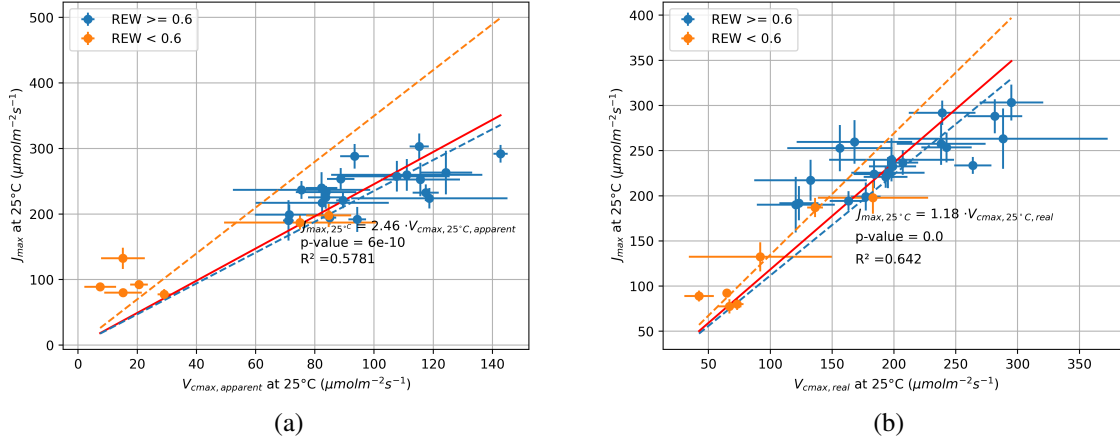 REW >= 0.6
REW < 0.6
500
400
300
200
100
0
J_max at 25°C (μmolm⁻²s⁻¹)
J_max,25°C = 2.46 ·V_cmax,25°C,apparent
p-value = 6e-10
R² =0.5781
0 20 40 60 80 100 120 140
V_cmax,apparent at 25°C (μmolm⁻²s⁻¹)
(a)
REW >= 0.6
REW < 0.6
400
350
300
250
200
150
100
50
J_max at 25°C (μmolm⁻²s⁻¹)
J_max,25°C = 1.18 ·V_cmax,25°C,real
p-value = 0.0
R² =0.642
50 100 150 200 250 300 350
V_cmax,real at 25°C (μmolm⁻²s⁻¹)
(b)